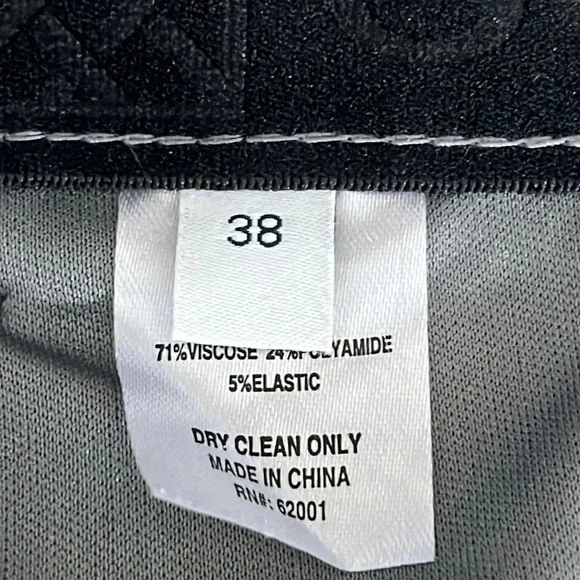 38
71%VISCOSE 24%POLYAMIDE
5%ELASTIC
DRY CLEAN ONLY
MADE IN CHINA
RN#: 62001